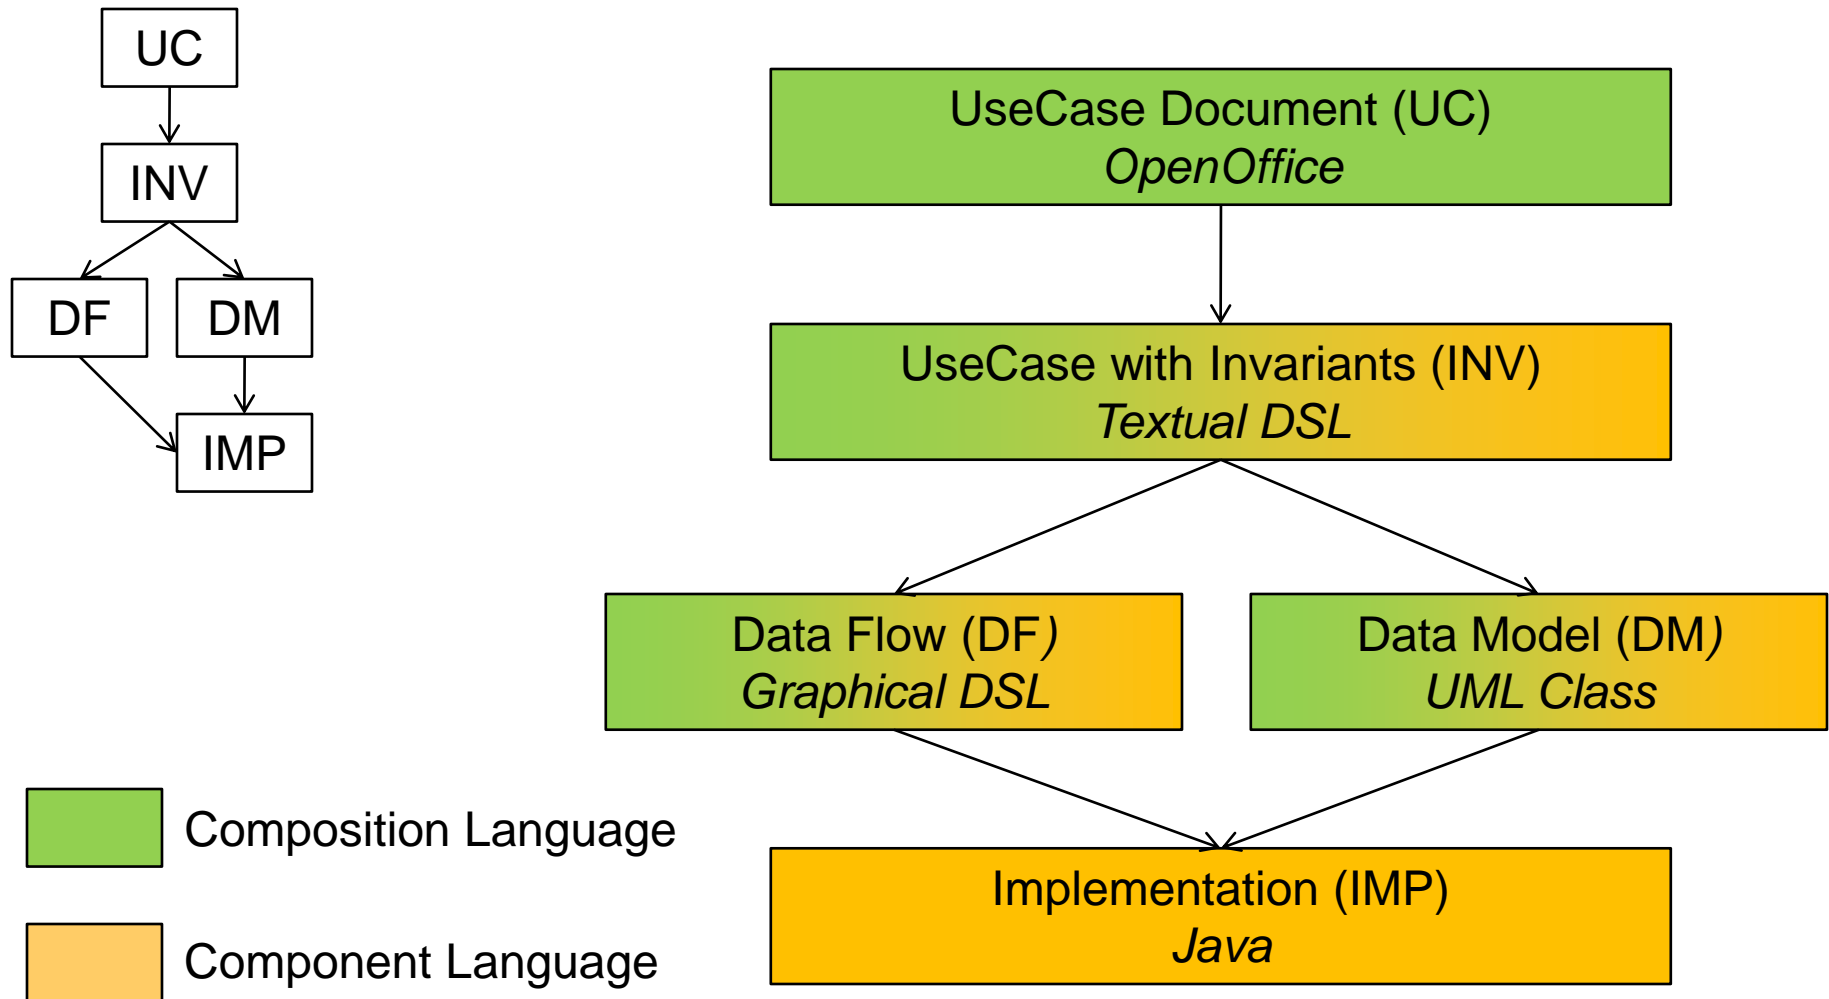 UC
INV
DF
DM
IMP
UseCase Document (UC)
OpenOffice
UseCase with Invariants (INV)
Textual DSL
Data Flow (DF)
Graphical DSL
Data Model (DM)
UML Class
Implementation (IMP)
Java
Composition Language
Component Language